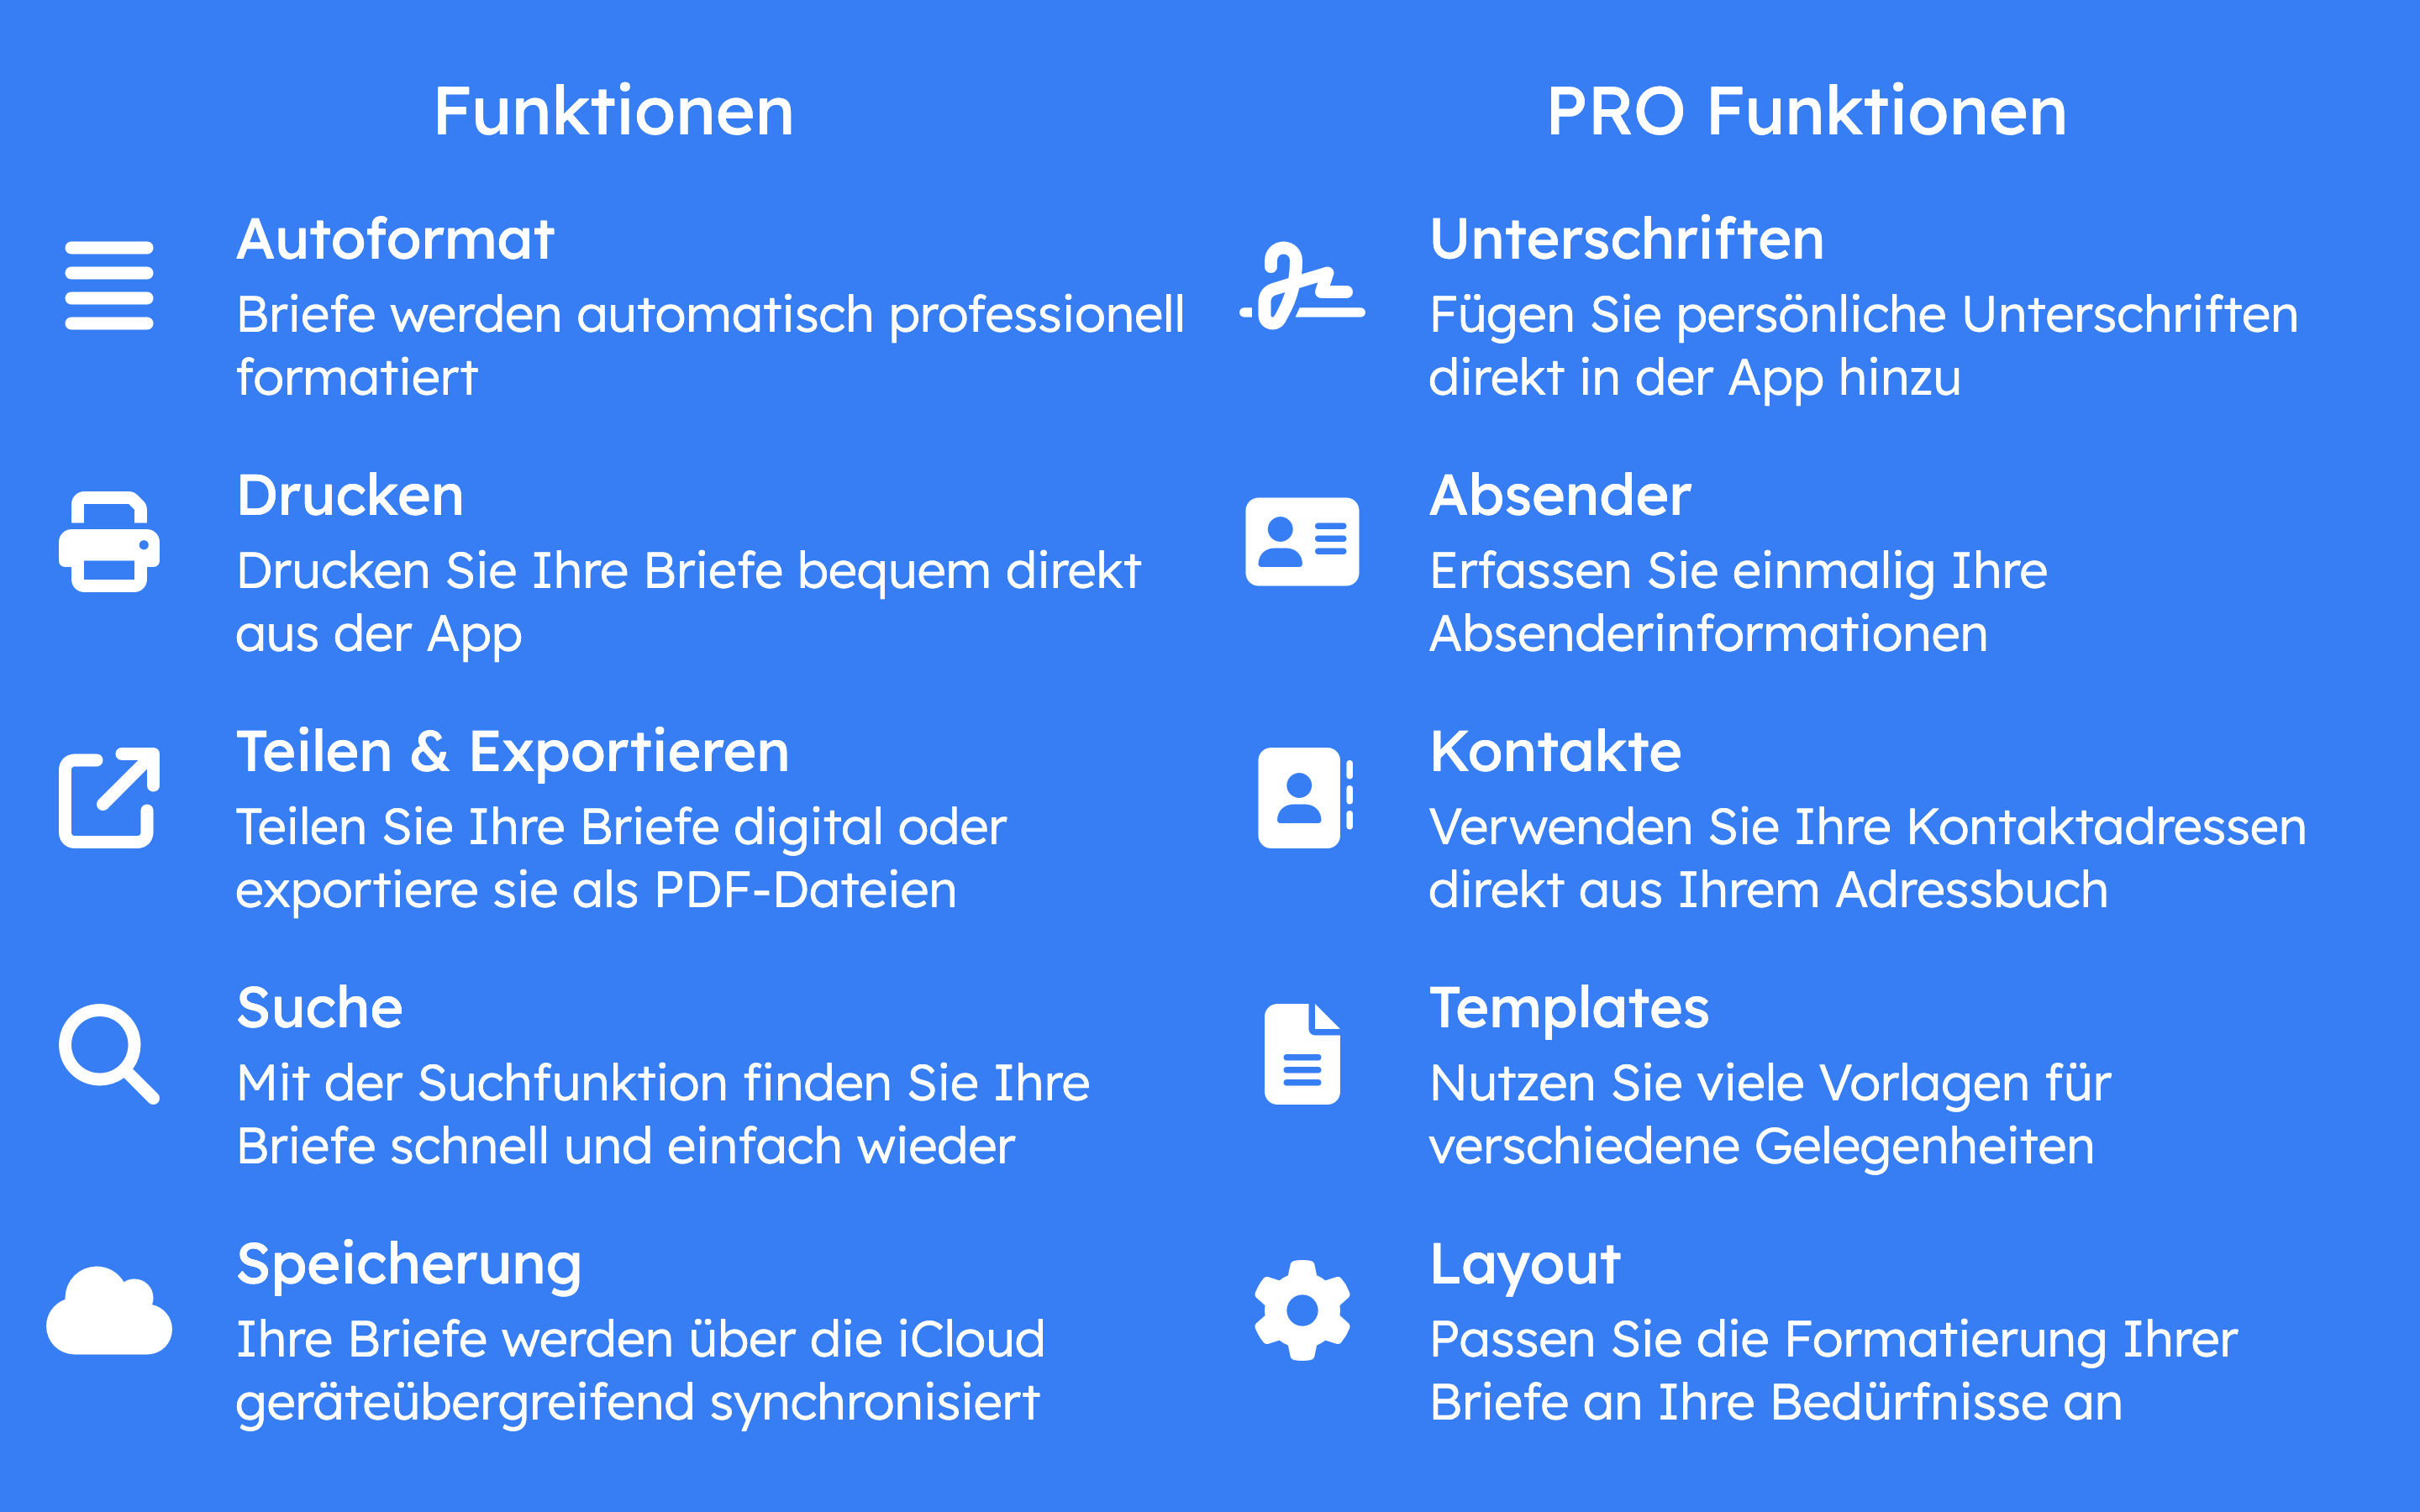 Funktionen
Autoformat
Briefe werden automatisch professionell
formatiert
Drucken
Drucken Sie Ihre Briefe bequem direkt
aus der App
Teilen & Exportieren
Teilen Sie Ihre Briefe digital oder
exportiere sie als PDF-Dateien
Suche
Mit der Suchfunktion finden Sie Ihre
Briefe schnell und einfach wieder
Speicherung
Ihre Briefe werden über die iCloud
geräteübergreifend synchronisiert
PRO Funktionen
Unterschriften
Fügen Sie persönliche Unterschriften
direkt in der App hinzu
Absender
Erfassen Sie einmalig Ihre
Absenderinformationen
Kontakte
Verwenden Sie Ihre Kontaktadressen
direkt aus Ihrem Adressbuch
Templates
Nutzen Sie viele Vorlagen für
verschiedene Gelegenheiten
Layout
Passen Sie die Formatierung Ihrer
Briefe an Ihre Bedürfnisse an